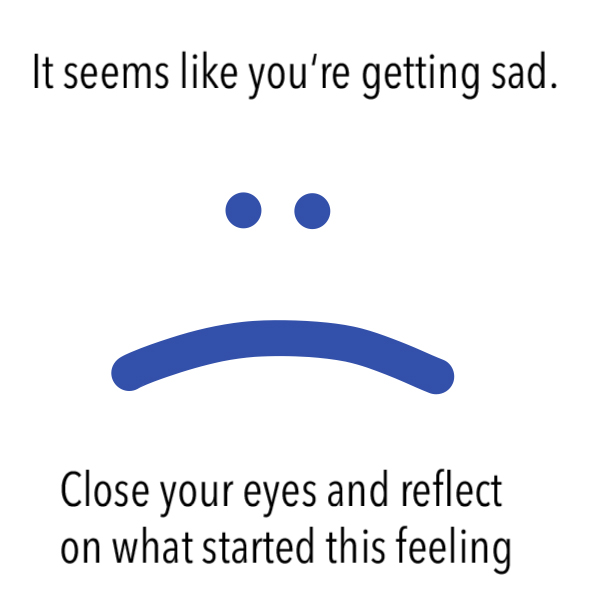 It seems like you‘re getting sad.
Close your eyes and reflect
on what started this feeling